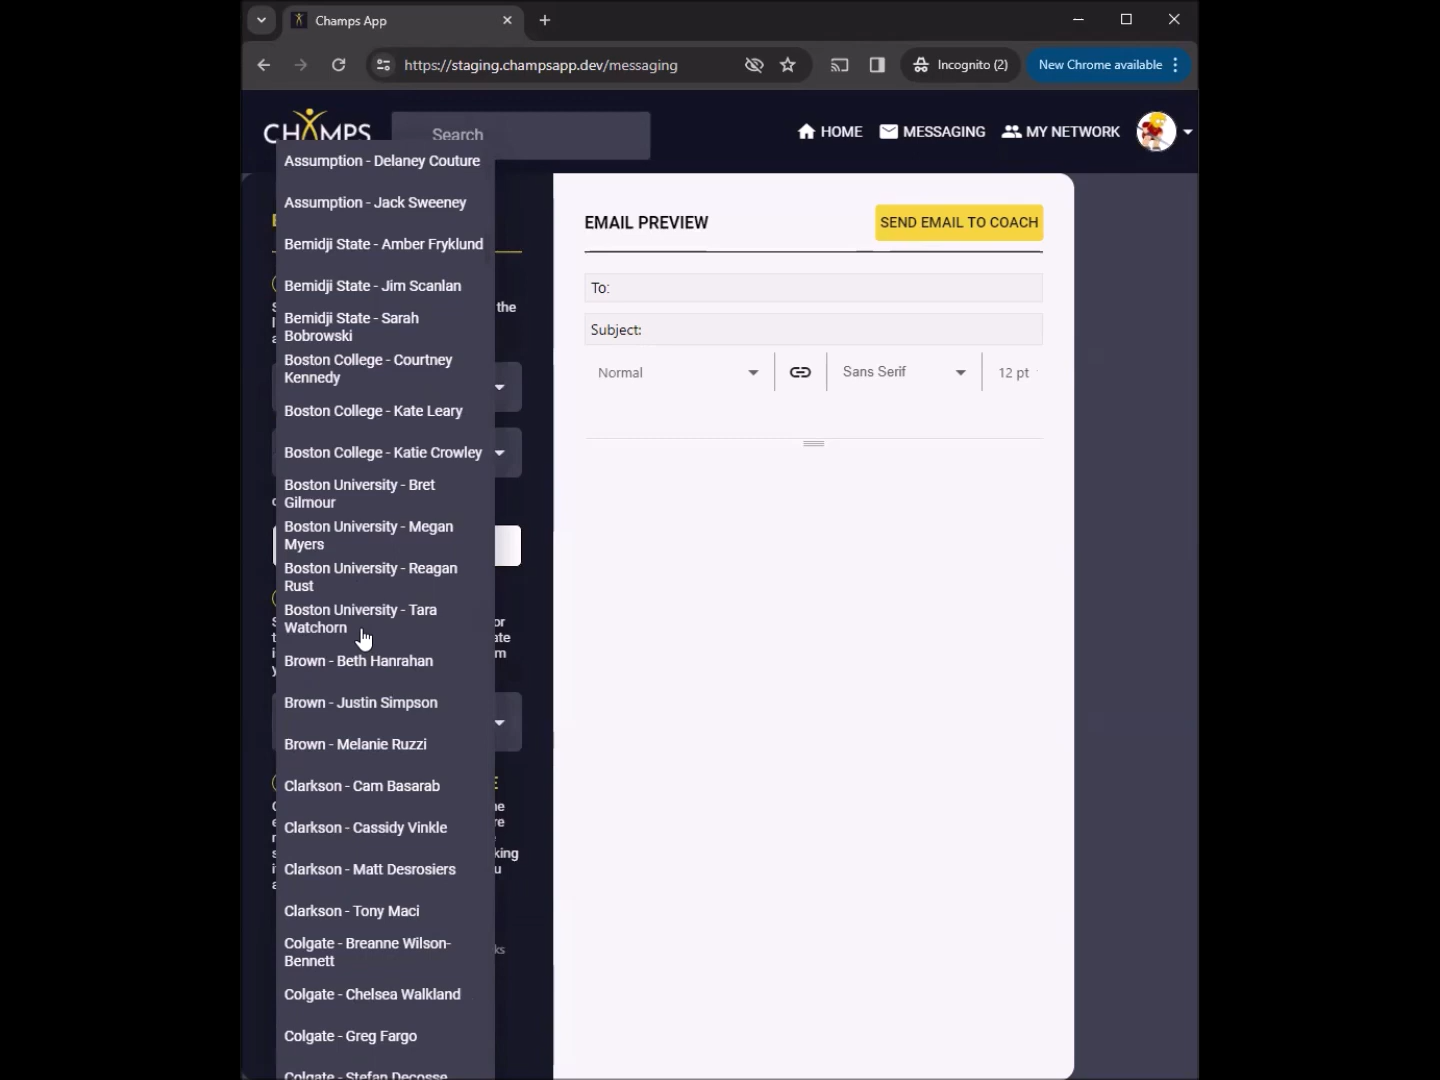 Champs App
https://staging.champsapp.dev/messaging
Incognito (2)
New Chrome available
CHAMPS
Search
HOME
MESSAGING
MY NETWORK
Assumption - Delaney Couture
Assumption - Jack Sweeney
Bemidji State - Amber Fryklund
Bemidji State - Jim Scanlan
Bemidji State - Sarah
Bobrowski
Boston College - Courtney
Kennedy
Boston College - Kate Leary
Boston College - Katie Crowley
Boston University - Bret
Gilmour
Boston University - Megan
Myers
Boston University - Reagan
Rust
Boston University - Tara
Watchorn
Brown - Beth Hanrahan
Brown - Justin Simpson
Brown - Melanie Ruzzi
Clarkson - Cam Basarab
Clarkson - Cassidy Vinkle
Clarkson - Matt Desrosiers
Clarkson - Tony Maci
Colgate - Breanne Wilson-
Bennett
Colgate - Chelsea Walkland
Colgate - Greg Fargo
Colgate - Stefan Decosse
the
EMAIL PREVIEW
SEND EMAIL TO COACH
To:
Subject:
Normal
Sans Serif
12 pt